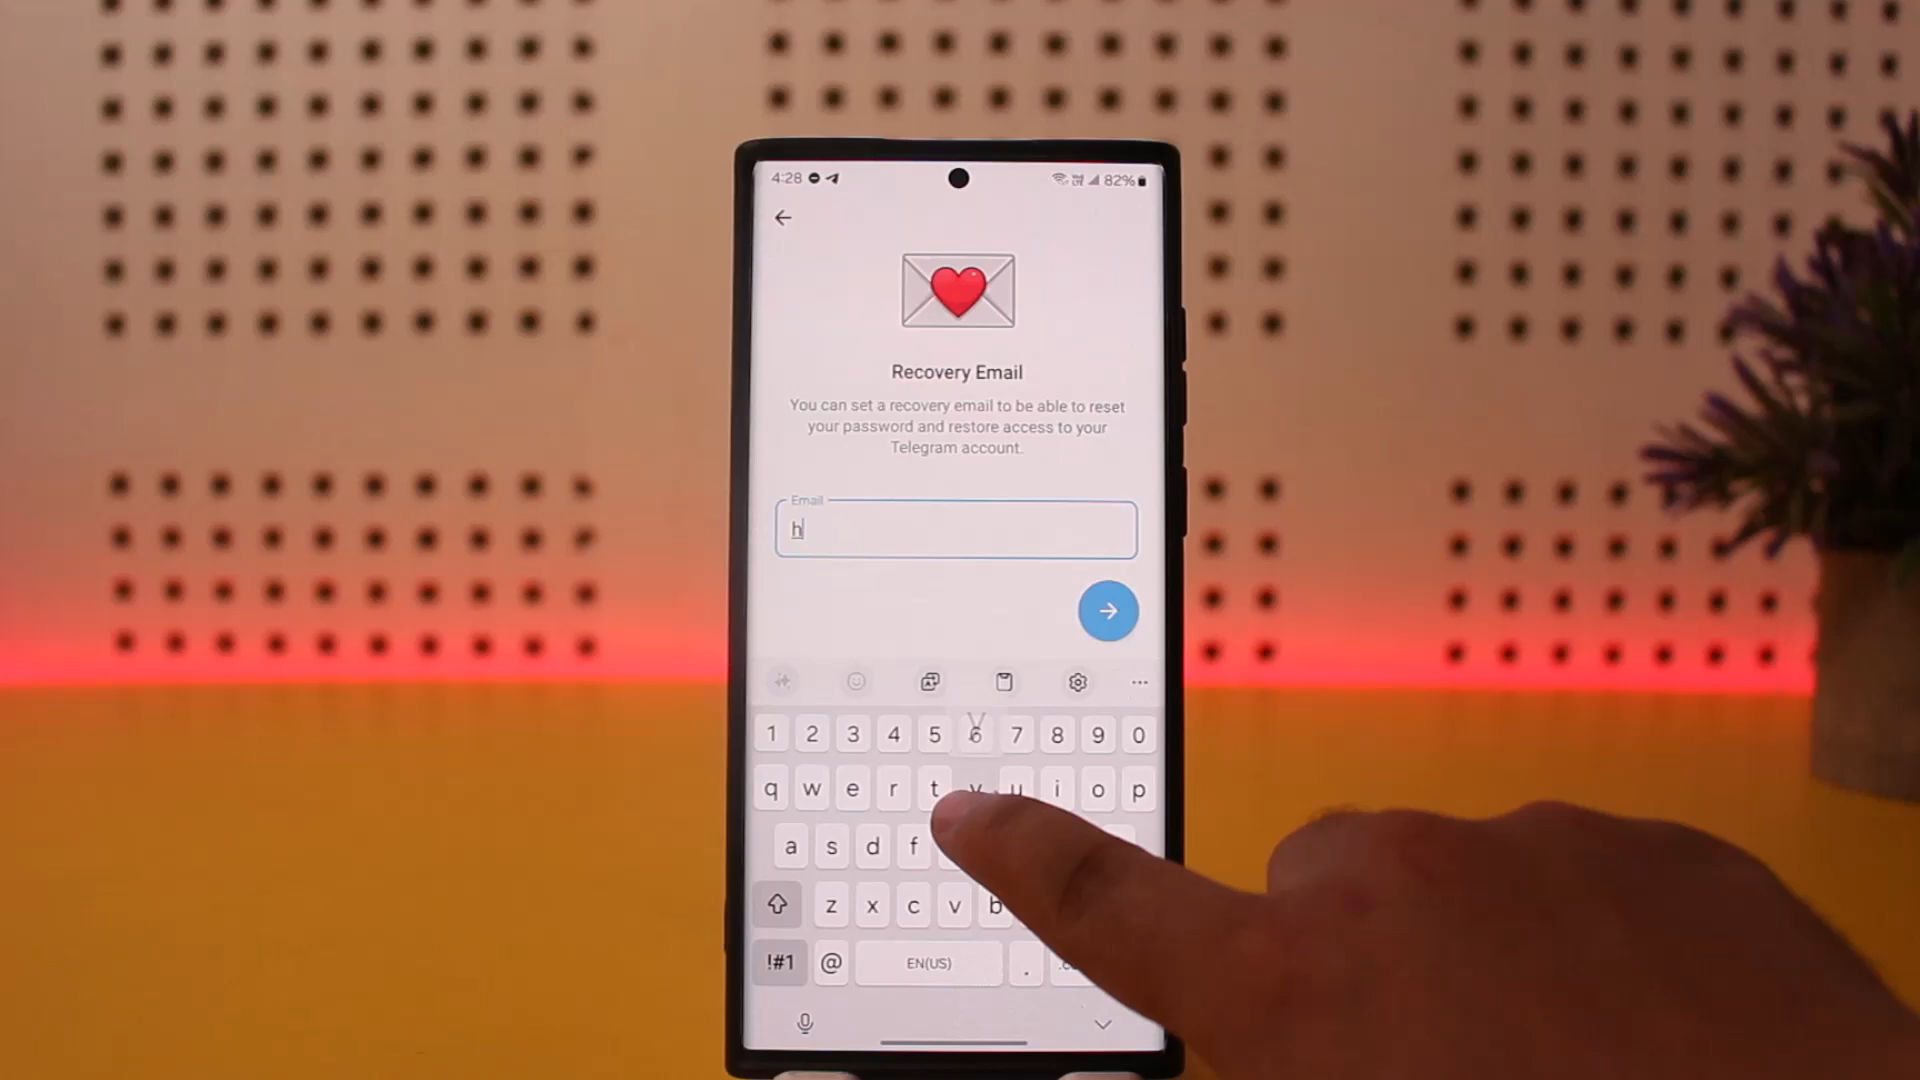 4:28 82%
Recovery Email
You can set a recovery email to be able to reset
your password and restore access to your
Telegram account.
Email
h
1 2 3 4 5 6 7 8 9 0
q w e r t y u i o p
a s d f
z x c v b
!#1 @ EN(US) .